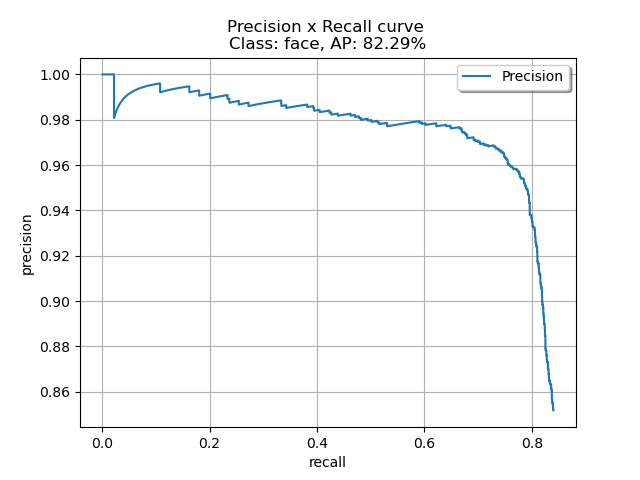 Precision x Recall curve
Class: face, AP: 82.29%
Precision
1.00
0.98
0.96
0.94
0.92
0.90
0.88
0.86
precision
0.0 0.2 0.4 0.6 0.8
recall